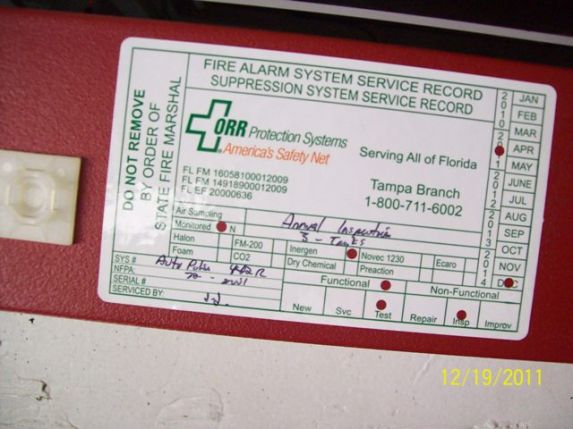 FIRE ALARM SYSTEM SERVICE RECORD
SUPPRESSION SYSTEM SERVICE RECORD
DO NOT REMOVE
BY ORDER OF
STATE FIRE MARSHAL
ORR Protection Systems
America's Safety Net
Serving All of Florida
FL FM 16058100012009
FL FM 14918900012009
FL EF 20000636
Tampa Branch
1-800-711-6002
2010 2012 2013 2014
JAN
FEB
MAR
APR
MAY
JUNE
JUL
AUG
SEP
OCT
NOV
Air Sampling
Annual Inspection
Monitored N
3 - Tanks
Halon FM-200 Inergen Novec 1230 Ecaro
Foam CO2 Dry Chemical Preaction
SYS #
NFPA:
SERIAL #
SERVICED BY: J.J.
Functional Non-Functional
New Svc Test Repair Insp Improv
12/19/2011